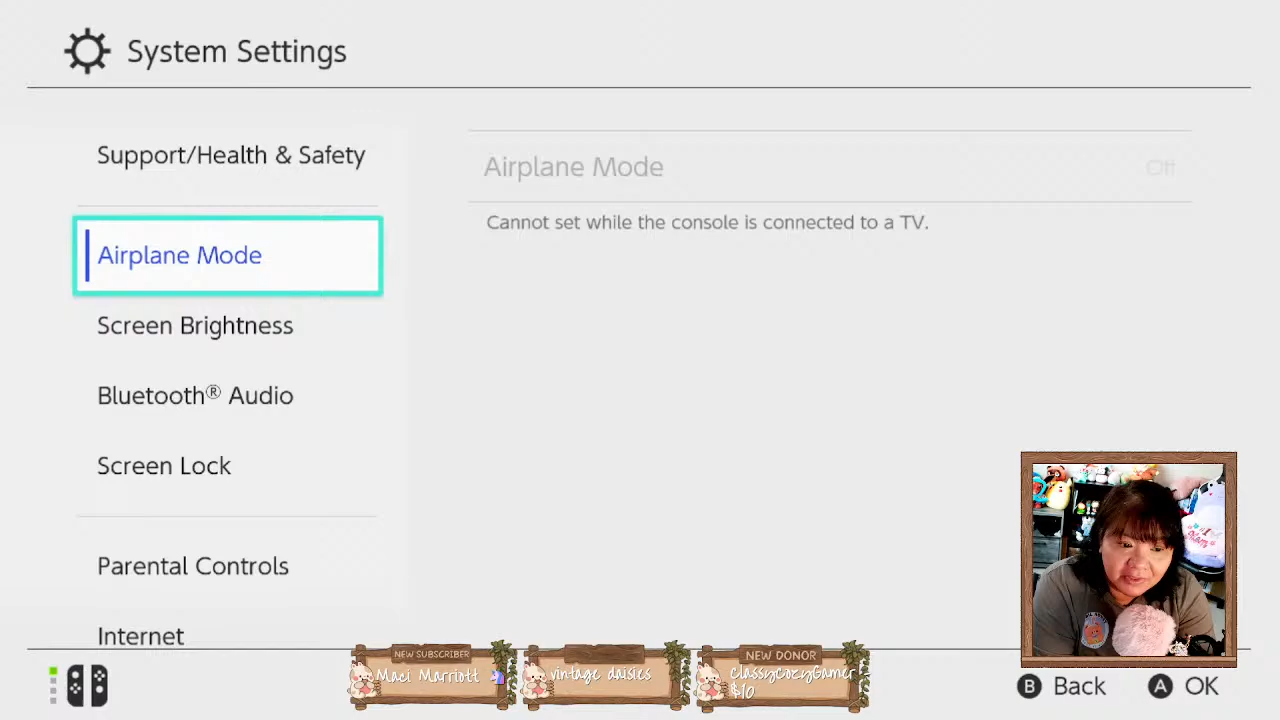 System Settings
Support/Health & Safety
Airplane Mode
Screen Brightness
Bluetooth® Audio
Screen Lock
Parental Controls
Internet
Airplane Mode
Off
Cannot set while the console is connected to a TV.
NEW SUBSCRIBER
Maci Marriott
vintage daisies
NEW DONOR
classyCozyGamer
$10
B Back
A OK